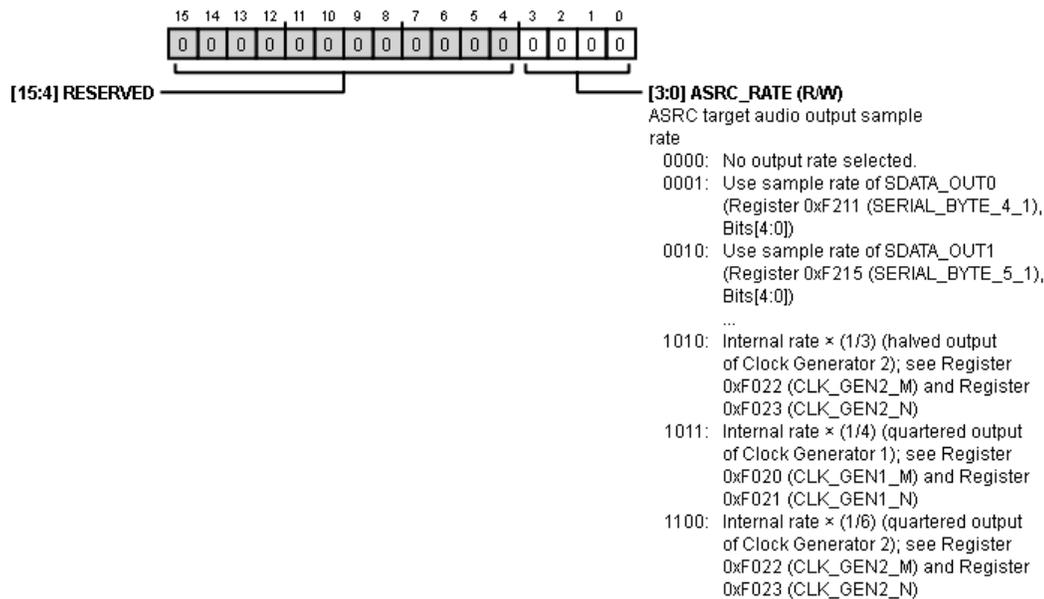 15 14 13 12 11 10 9 8 7 6 5 4 3 2 1 0
0 0 0 0 0 0 0 0 0 0 0 0 0 0 0 0
[15:4] RESERVED
[3:0] ASRC_RATE (R/W)
ASRC target audio output sample
rate
0000: No output rate selected.
0001: Use sample rate of SDATA_OUT0
(Register 0xF211 (SERIAL_BYTE_4_1),
Bits[4:0])
0010: Use sample rate of SDATA_OUT1
(Register 0xF215 (SERIAL_BYTE_5_1),
Bits[4:0])
...
1010: Internal rate × (1/3) (halved output
of Clock Generator 2); see Register
0xF022 (CLK_GEN2_M) and Register
0xF023 (CLK_GEN2_N)
1011: Internal rate × (1/4) (quartered output
of Clock Generator 1); see Register
0xF020 (CLK_GEN1_M) and Register
0xF021 (CLK_GEN1_N)
1100: Internal rate × (1/6) (quartered output
of Clock Generator 2); see Register
0xF022 (CLK_GEN2_M) and Register
0xF023 (CLK_GEN2_N)